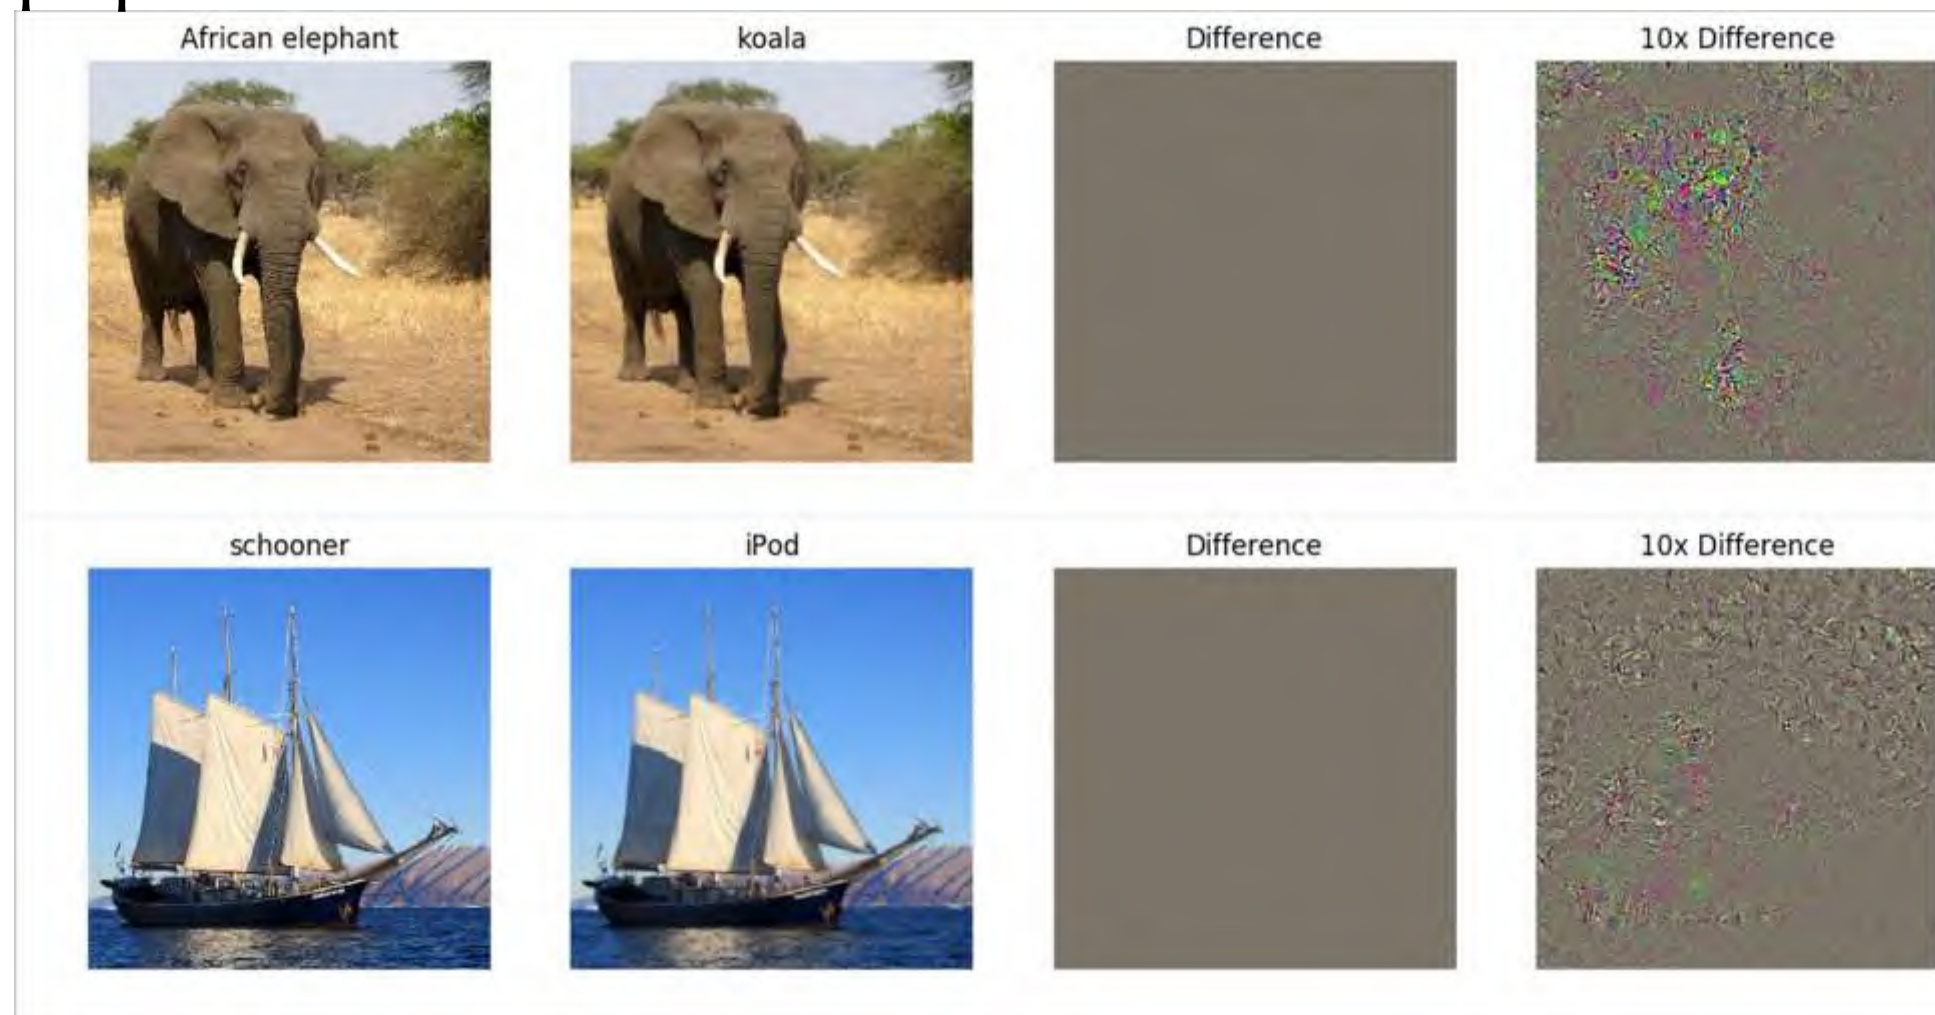 African elephant koala Difference 10x Difference
schooner iPod Difference 10x Difference